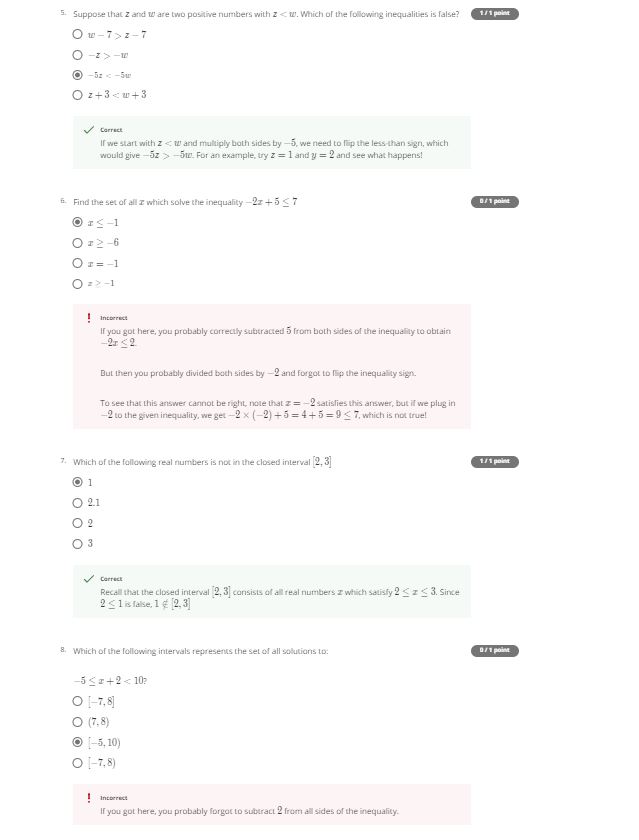 5. Suppose that z and w are two positive numbers with z < w. Which of the following inequalities is false?
1 / 1 point
w − 7 > z − 7
−z > −w
−5z < −5w
z + 3 < w + 3
Correct
If we start with z < w and multiply both sides by −5, we need to flip the less-than sign, which
would give −5z > −5w. For an example, try z = 1 and y = 2 and see what happens!
6. Find the set of all x which solve the inequality −2x + 5 ≤ 7
0 / 1 point
x ≤ −1
x ≥ −6
x = −1
x ≥ −1
Incorrect
If you got here, you probably correctly subtracted 5 from both sides of the inequality to obtain
−2x ≤ 2.
But then you probably divided both sides by −2 and forgot to flip the inequality sign.
To see that this answer cannot be right, note that x = −2 satisfies this answer, but if we plug in
−2 to the given inequality, we get −2 × (−2) + 5 = 4 + 5 = 9 ≤ 7, which is not true!
7. Which of the following real numbers is not in the closed interval [2, 3]
1 / 1 point
1
2.1
2
3
Correct
Recall that the closed interval [2, 3] consists of all real numbers x which satisfy 2 ≤ x ≤ 3. Since
2 ≤ 1 is false, 1 ∉ [2, 3]
8. Which of the following intervals represents the set of all solutions to:
0 / 1 point
−5 ≤ x + 2 < 10?
[−7, 8]
(7, 8)
[−5, 10)
[−7, 8)
Incorrect
If you got here, you probably forgot to subtract 2 from all sides of the inequality.